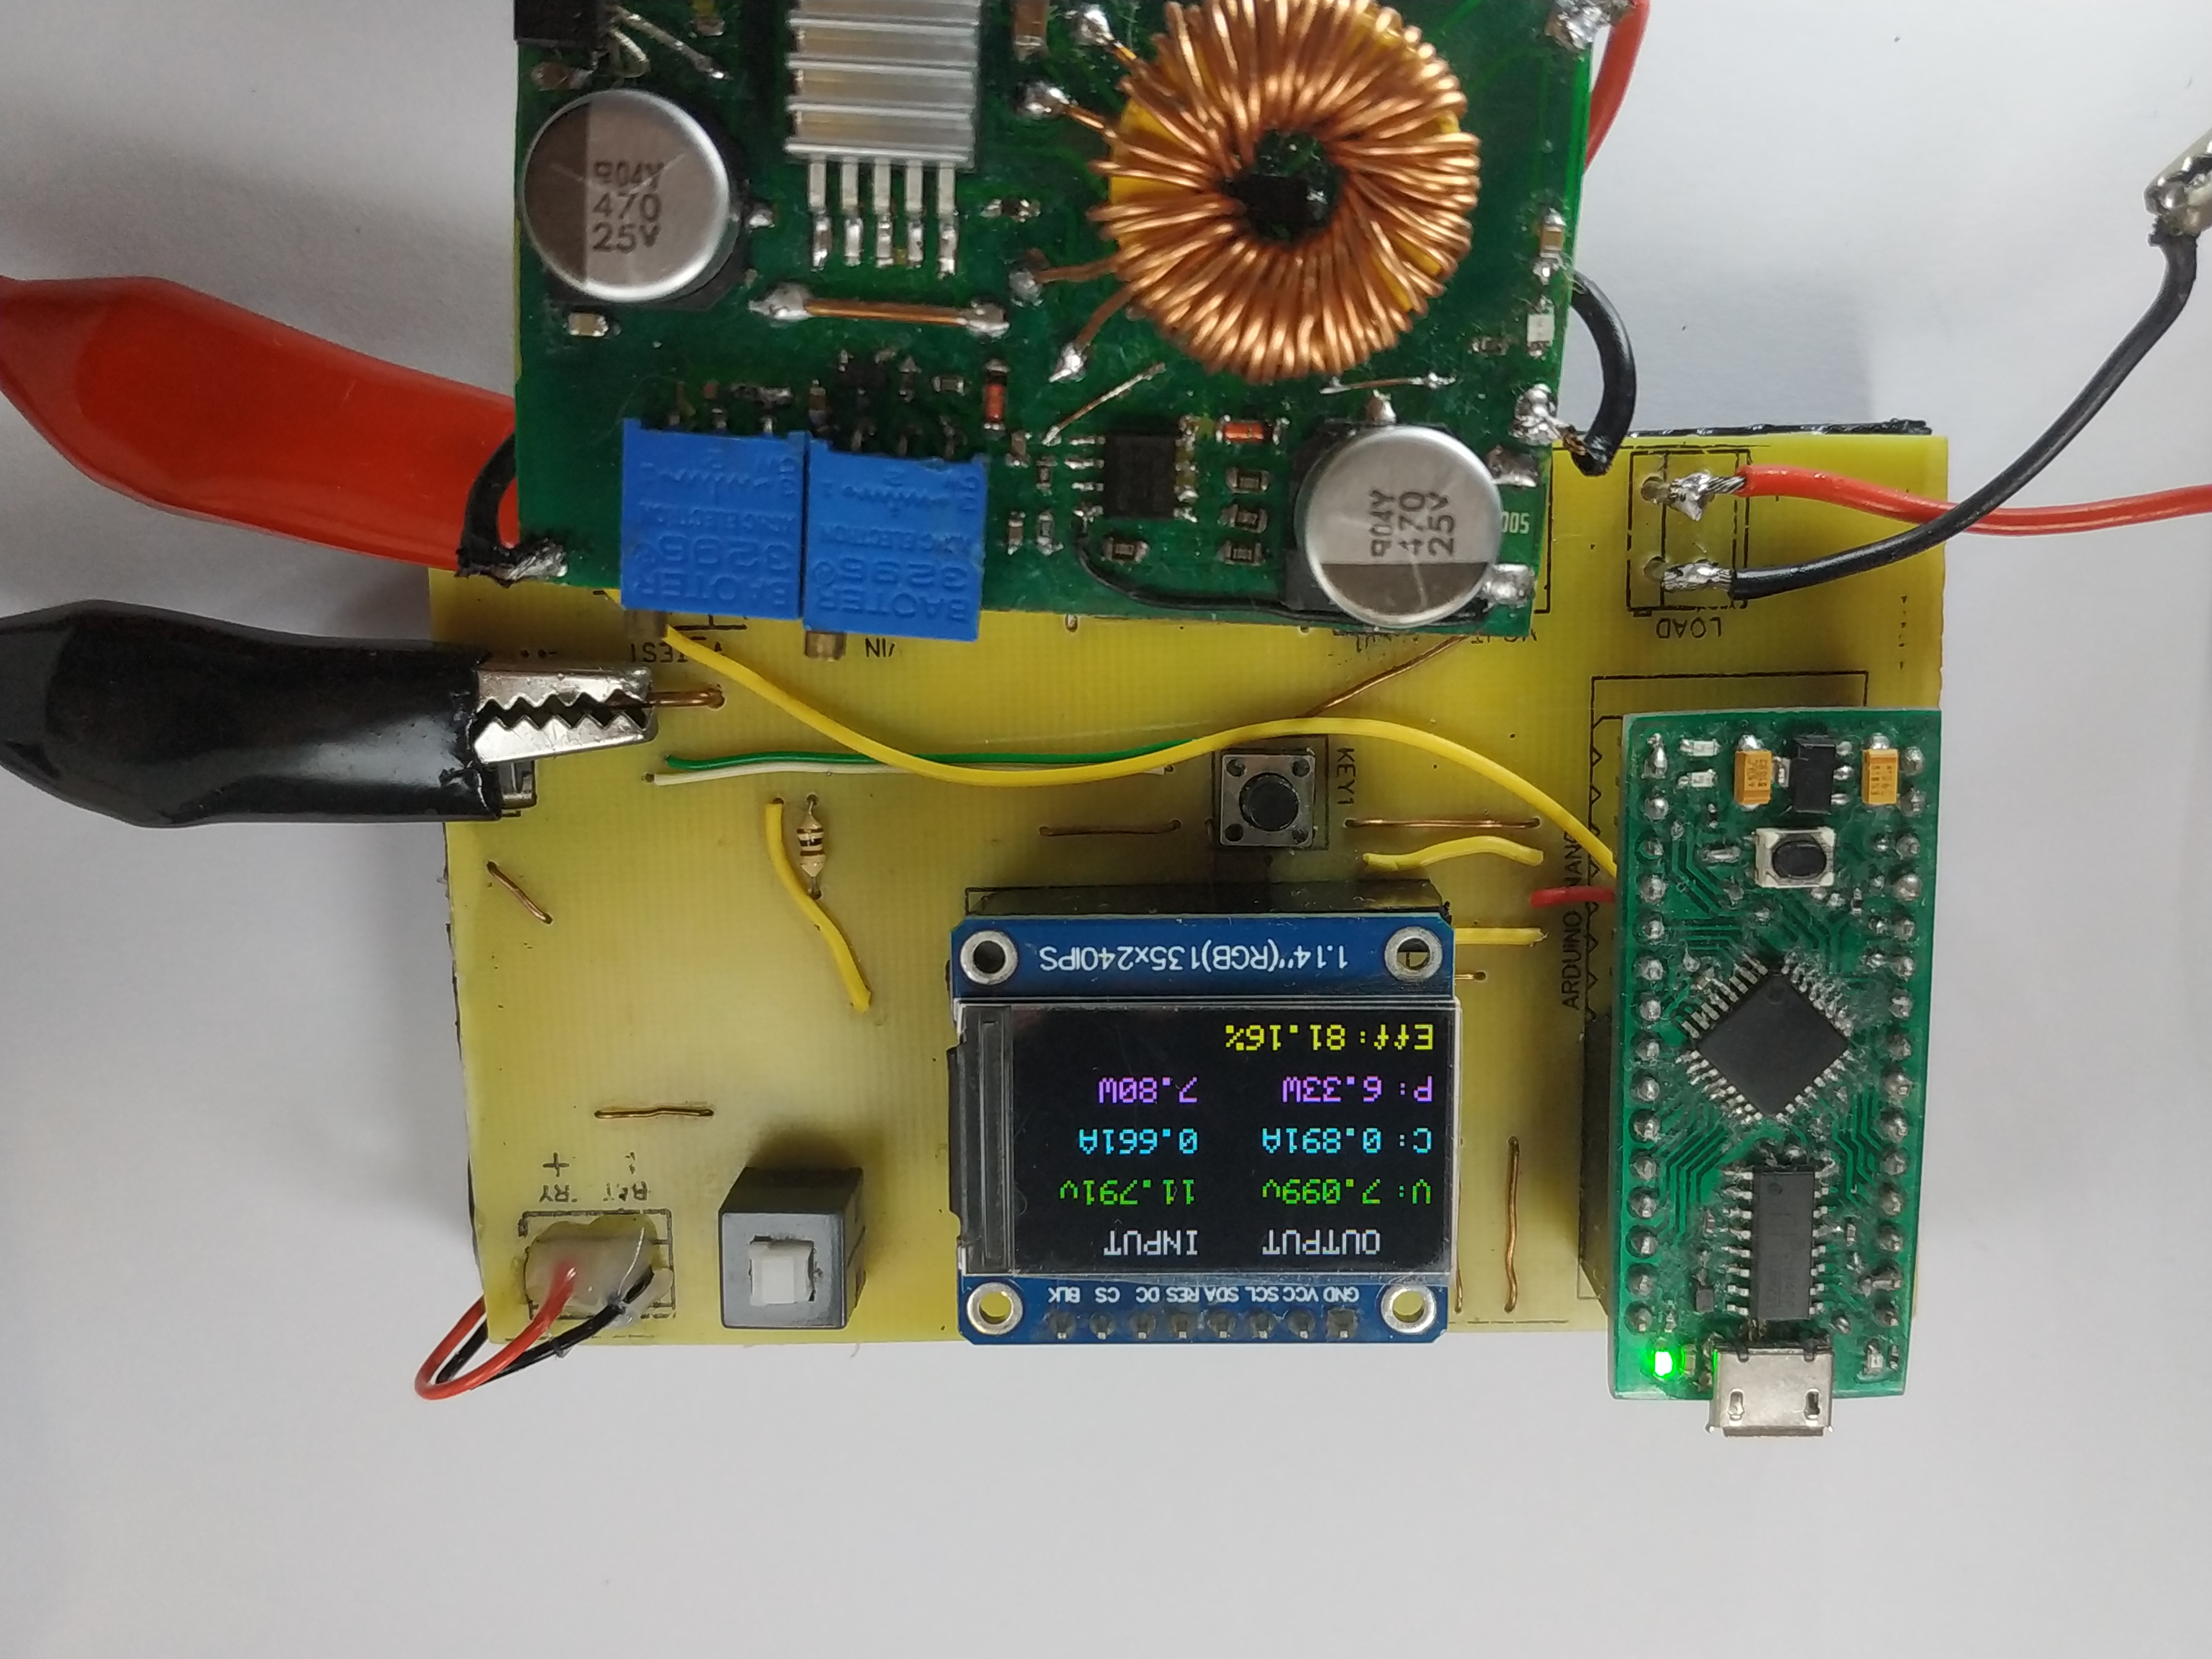 GND VCC SCL SDA RES DC CS BLK
OUTPUT INPUT
V: 7.099v 11.791v
C: 0.891A 0.661A
P: 6.33W 7.80W
Eff: 81.16%
1.14"(RGB)135x240IPS
RY
- +
ARDUINO NANO
KEY1
LOAD
TEST
BAOTER
3296
BAOTER
3296
904Y
470
25V
904Y
470
25V